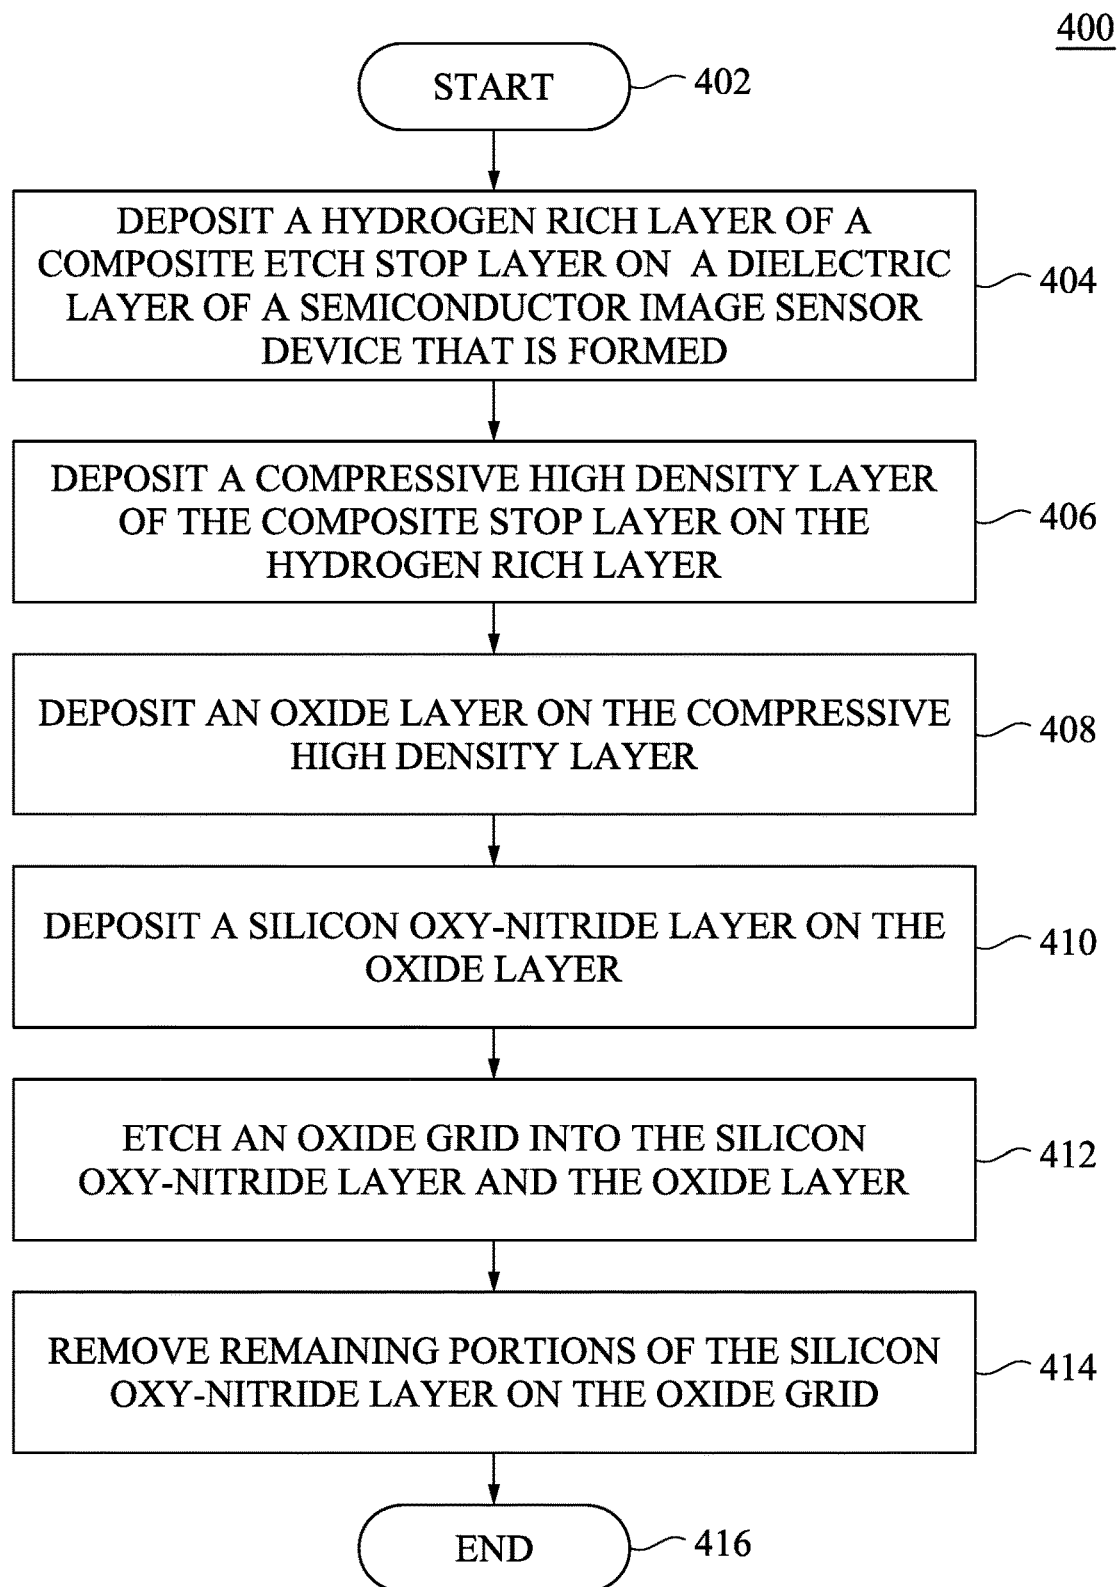 400
START
402
DEPOSIT A HYDROGEN RICH LAYER OF A
COMPOSITE ETCH STOP LAYER ON A DIELECTRIC
LAYER OF A SEMICONDUCTOR IMAGE SENSOR
DEVICE THAT IS FORMED
404
DEPOSIT A COMPRESSIVE HIGH DENSITY LAYER
OF THE COMPOSITE STOP LAYER ON THE
HYDROGEN RICH LAYER
406
DEPOSIT AN OXIDE LAYER ON THE COMPRESSIVE
HIGH DENSITY LAYER
408
DEPOSIT A SILICON OXY-NITRIDE LAYER ON THE
OXIDE LAYER
410
ETCH AN OXIDE GRID INTO THE SILICON
OXY-NITRIDE LAYER AND THE OXIDE LAYER
412
REMOVE REMAINING PORTIONS OF THE SILICON
OXY-NITRIDE LAYER ON THE OXIDE GRID
414
END
416